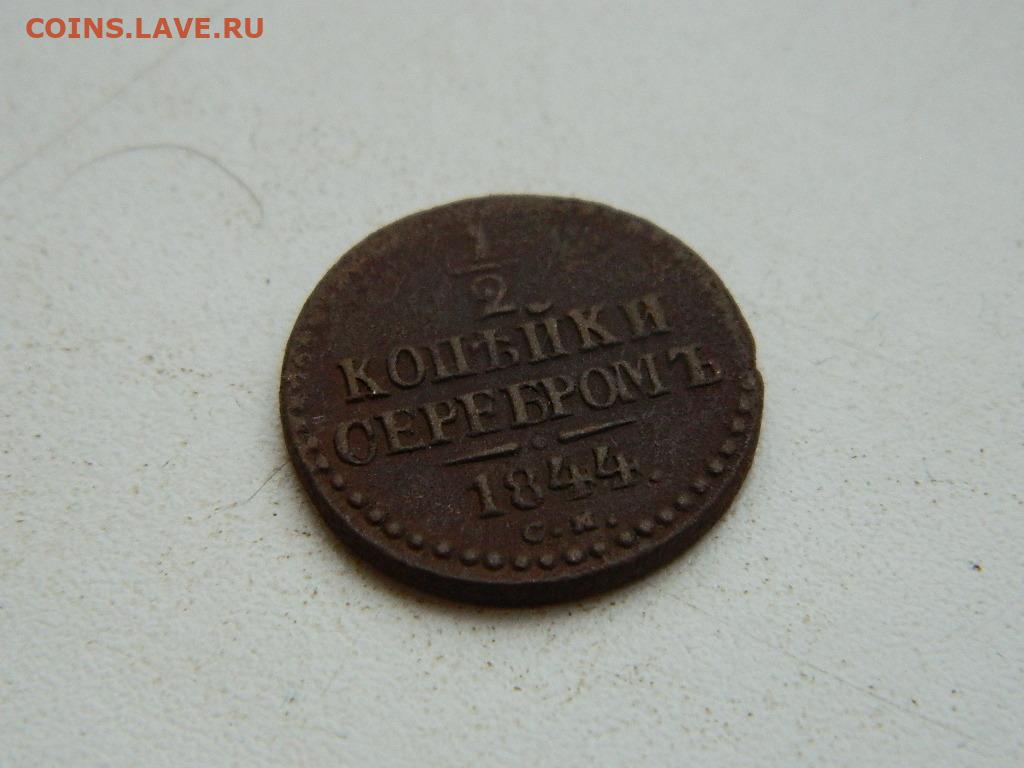 COINS.LAVE.RU
1
2
КОПѢЙКИ
СЕРЕБРОМЪ
1844.
С.М.